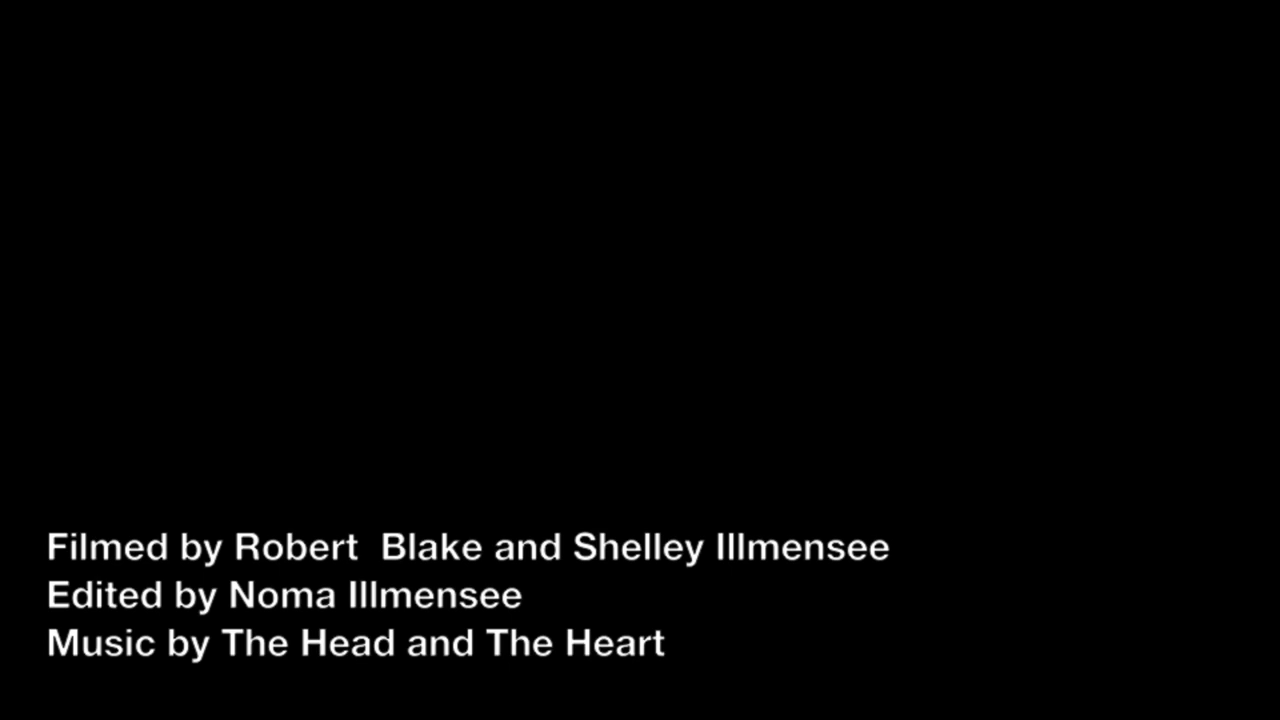 Filmed by Robert  Blake and Shelley Illmensee
Edited by Noma Illmensee
Music by The Head and The Heart